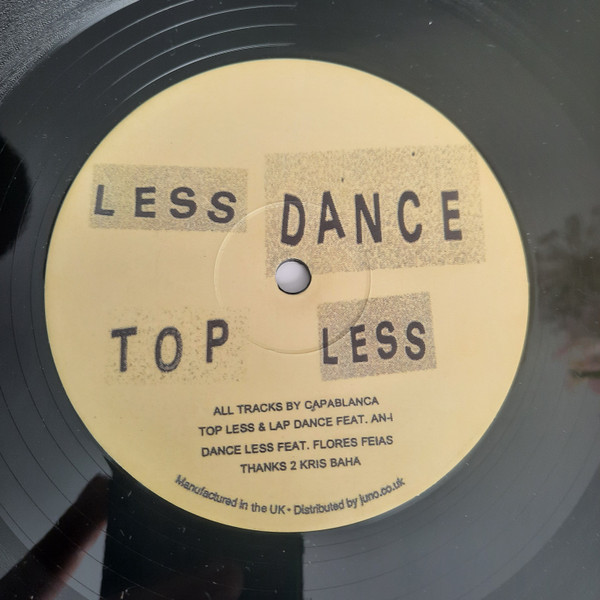 LESS DANCE
TOP LESS
ALL TRACKS BY CAPABLANCA
TOP LESS & LAP DANCE FEAT. AN-I
DANCE LESS FEAT. FLORES FEIAS
THANKS 2 KRIS BAHA
Manufactured in the UK • Distributed by juno.co.uk